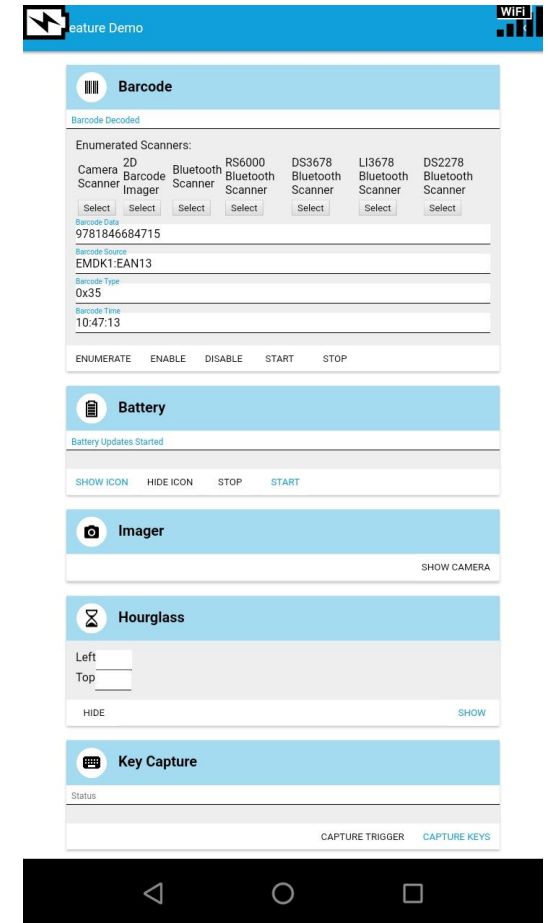 WiFi
eature Demo
Barcode
Barcode Decoded
Enumerated Scanners:
Camera Scanner
2D Barcode Imager
Bluetooth Scanner
RS6000 Bluetooth Scanner
DS3678 Bluetooth Scanner
LI3678 Bluetooth Scanner
DS2278 Bluetooth Scanner
Select Select Select Select Select Select Select
Barcode Data
9781846684715
Barcode Source
EMDK1:EAN13
Barcode Type
0x35
Barcode Time
10:47:13
ENUMERATE ENABLE DISABLE START STOP
Battery
Battery Updates Started
SHOW ICON HIDE ICON STOP START
Imager
SHOW CAMERA
Hourglass
Left
Top
HIDE SHOW
Key Capture
Status
CAPTURE TRIGGER CAPTURE KEYS